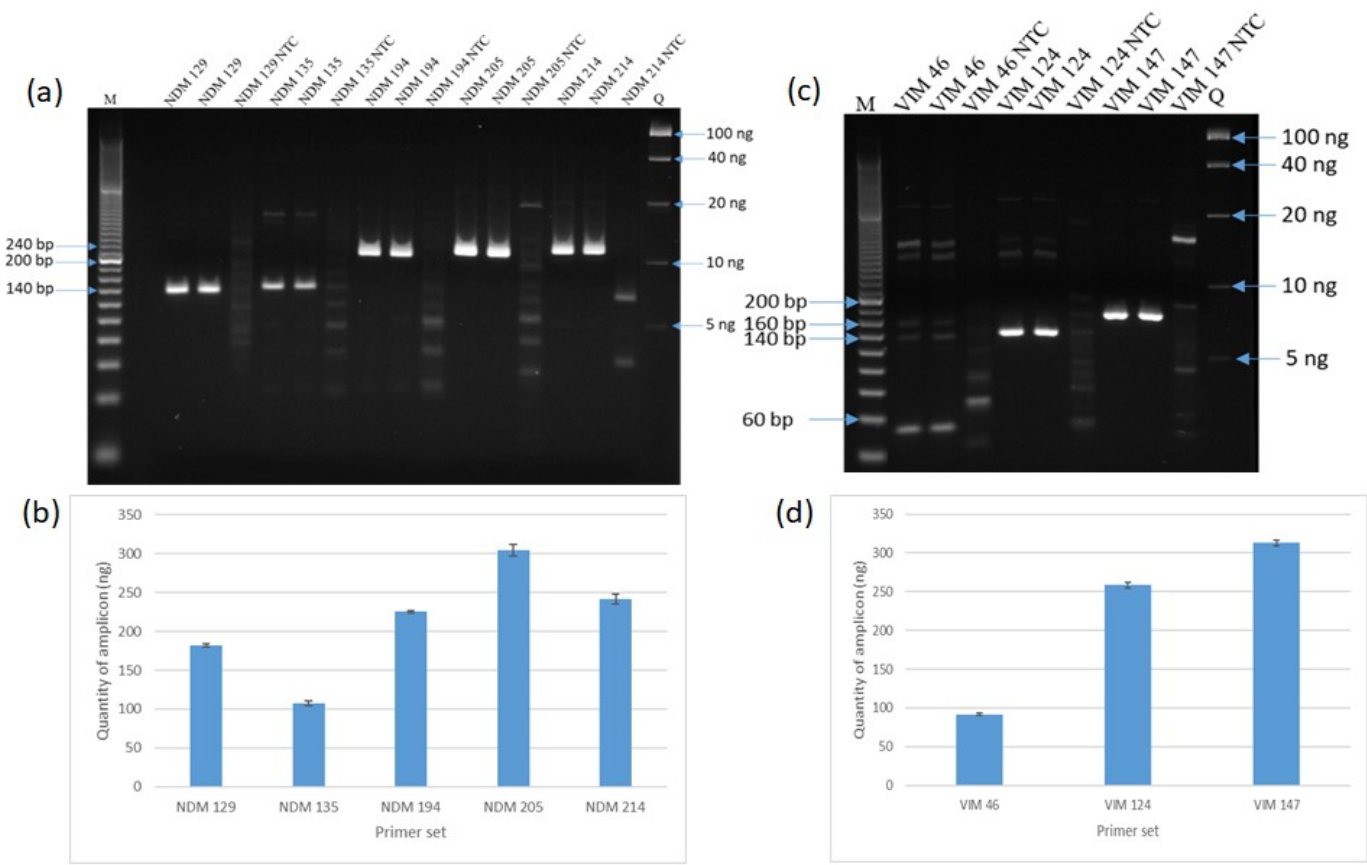 (a)
M
NDM 129
NDM 129
NDM 129 NTC
NDM 135
NDM 135
NDM 135 NTC
NDM 194
NDM 194
NDM 194 NTC
NDM 205
NDM 205
NDM 205 NTC
NDM 214
NDM 214
NDM 214 NTC
Q
240 bp
200 bp
140 bp
100 ng
40 ng
20 ng
10 ng
5 ng
(c)
M
VIM 46
VIM 46
VIM 46 NTC
VIM 124
VIM 124
VIM 124 NTC
VIM 147
VIM 147
VIM 147 NTC
Q
200 bp
160 bp
140 bp
60 bp
100 ng
40 ng
20 ng
10 ng
5 ng
(b)
Quantity of amplicon (ng)
350
300
250
200
150
100
50
0
NDM 129
NDM 135
NDM 194
NDM 205
NDM 214
Primer set
(d)
Quantity of amplicon (ng)
350
300
250
200
150
100
50
0
VIM 46
VIM 124
VIM 147
Primer set